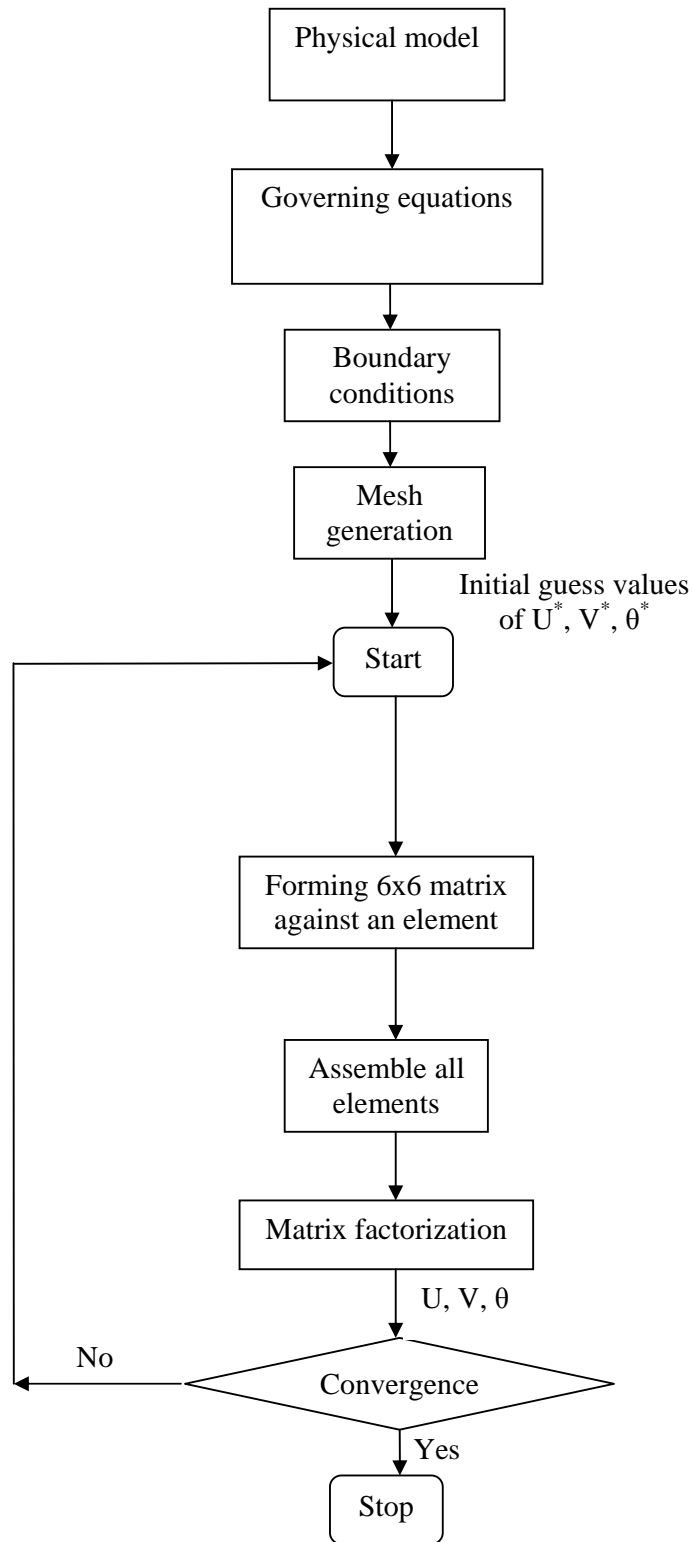 Physical model
Governing equations
Boundary
conditions
Mesh
generation
Initial guess values
of U*, V*, θ*
Start
Forming 6x6 matrix
against an element
Assemble all
elements
Matrix factorization
U, V, θ
No
Convergence
Yes
Stop